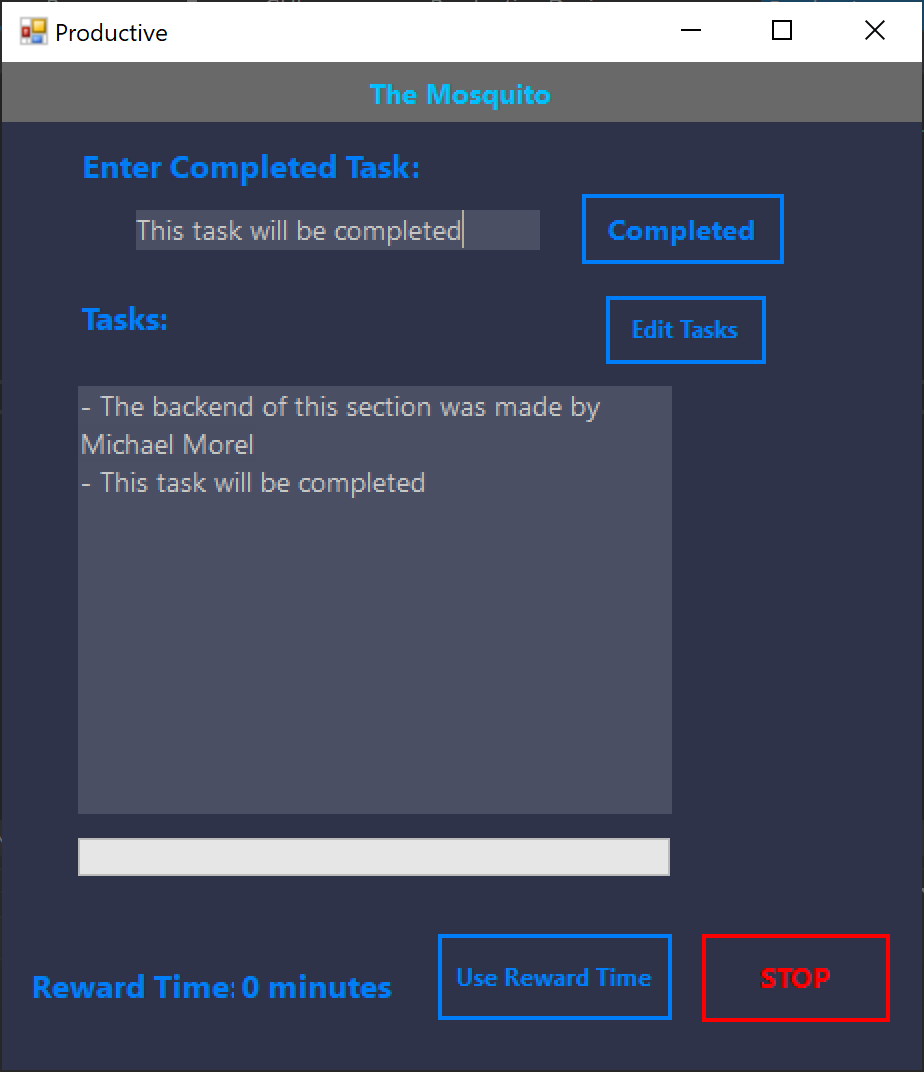 Productive
The Mosquito
Enter Completed Task:
This task will be completed
Completed
Tasks:
Edit Tasks
- The backend of this section was made by
Michael Morel
- This task will be completed
Reward Time: 0 minutes
Use Reward Time
STOP